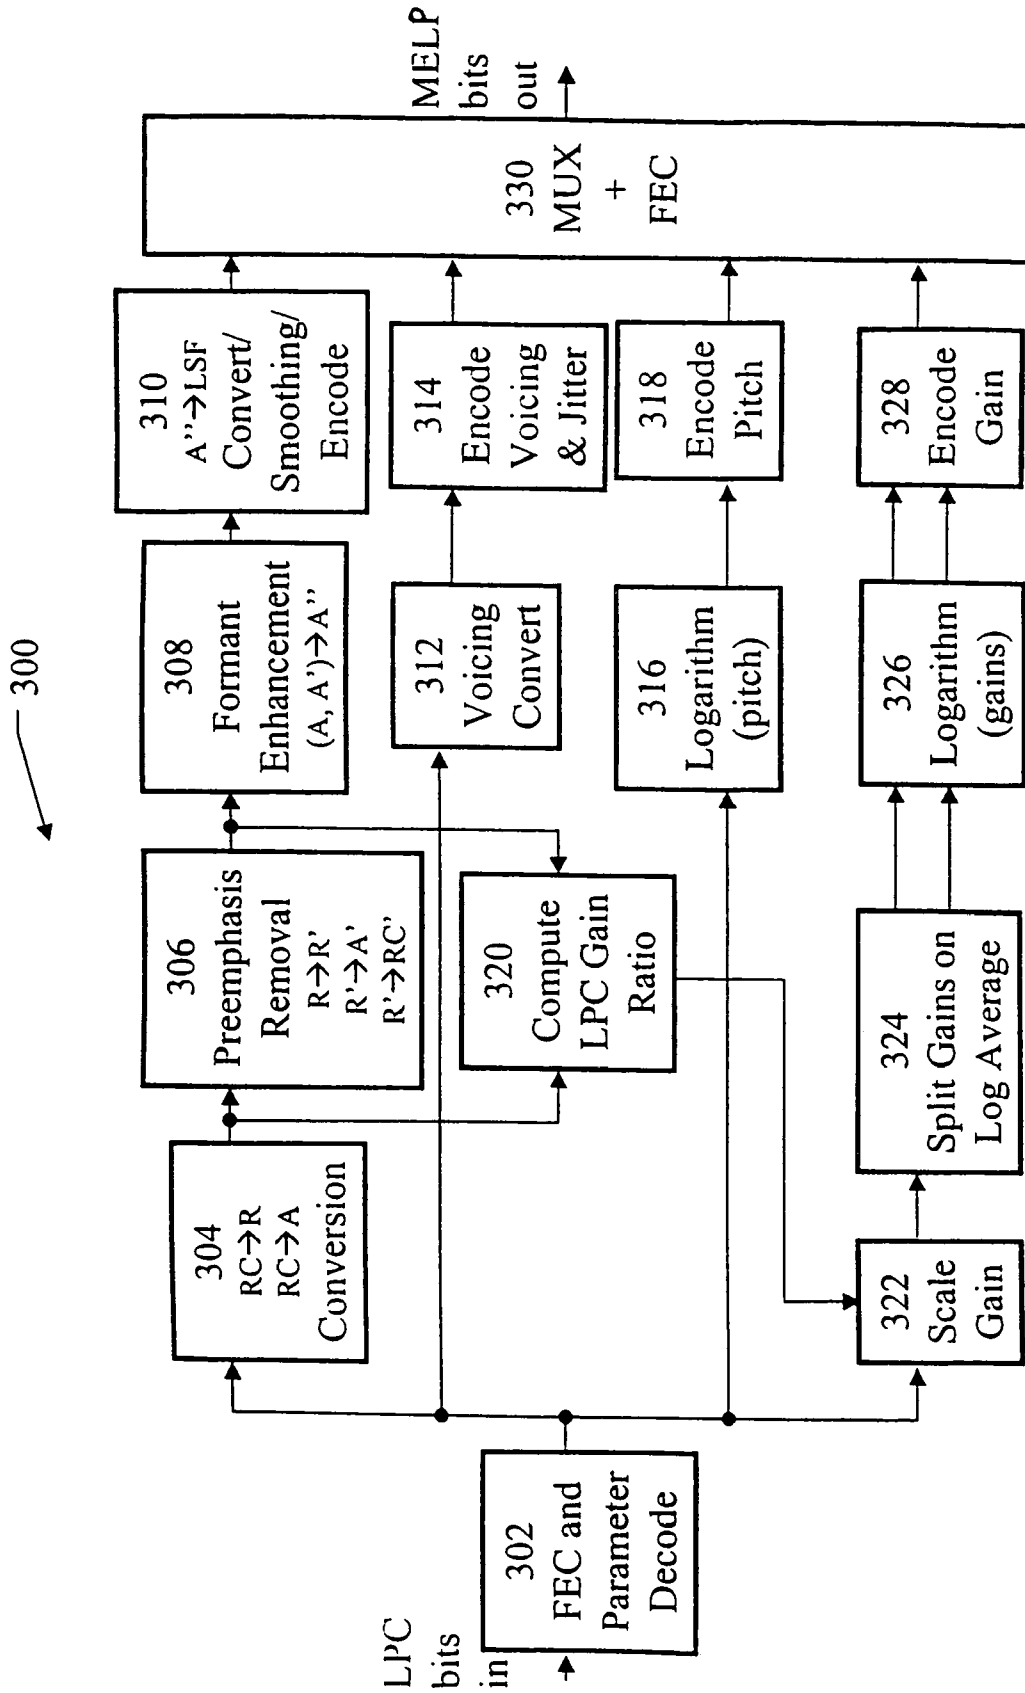 300
LPC
bits
in
302
FEC and
Parameter
Decode
304
RC→R
RC→A
Conversion
306
Preemphasis
Removal
R→R'
R'→A'
R'→RC'
308
Formant
Enhancement
(A, A')→A''
310
A''→LSF
Convert/
Smoothing/
Encode
312
Voicing
Convert
314
Encode
Voicing
& Jitter
316
Logarithm
(pitch)
318
Encode
Pitch
320
Compute
LPC Gain
Ratio
322
Scale
Gain
324
Split Gains on
Log Average
326
Logarithm
(gains)
328
Encode
Gain
330
MUX
+
FEC
MELP
bits
out